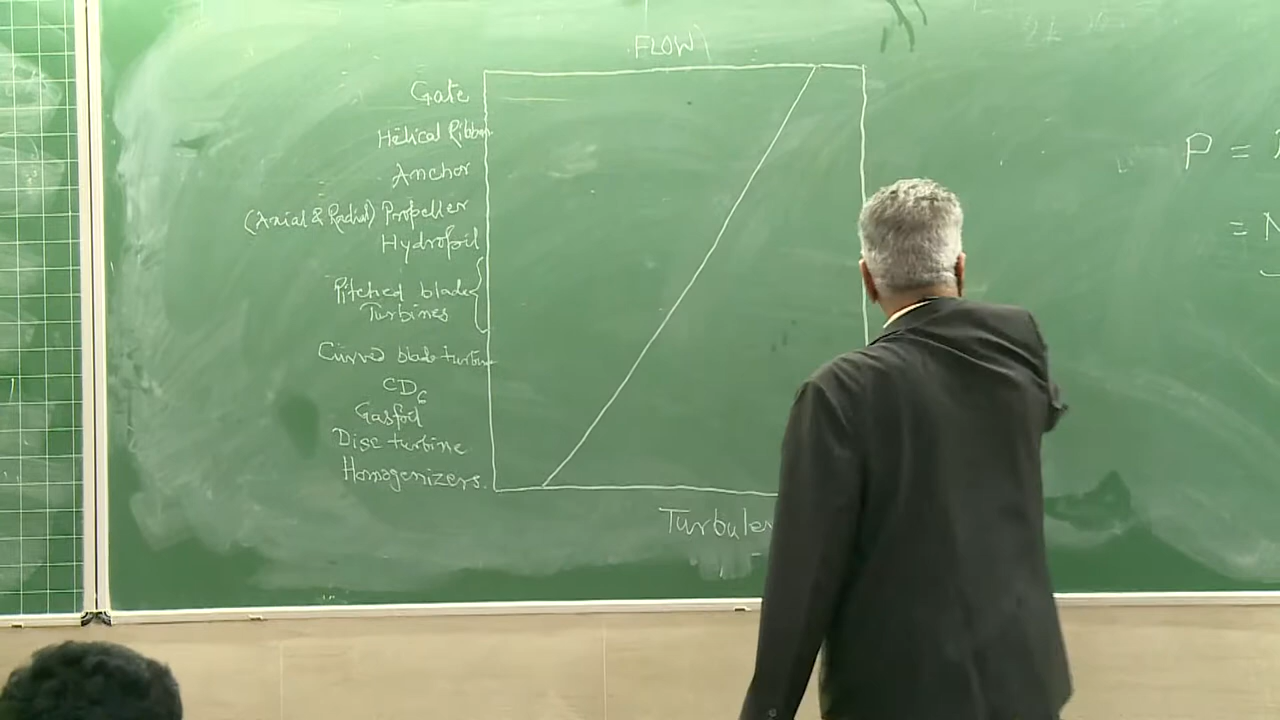 FLOW
Gate
Helical Ribbon
Anchor
(Axial & Radial) Propeller
Hydrofoil
Pitched blade
Turbines
Curved blade turbine
CD6
Gasfoil
Disc turbine
Homogenizers.
Turbulen
P =
= N